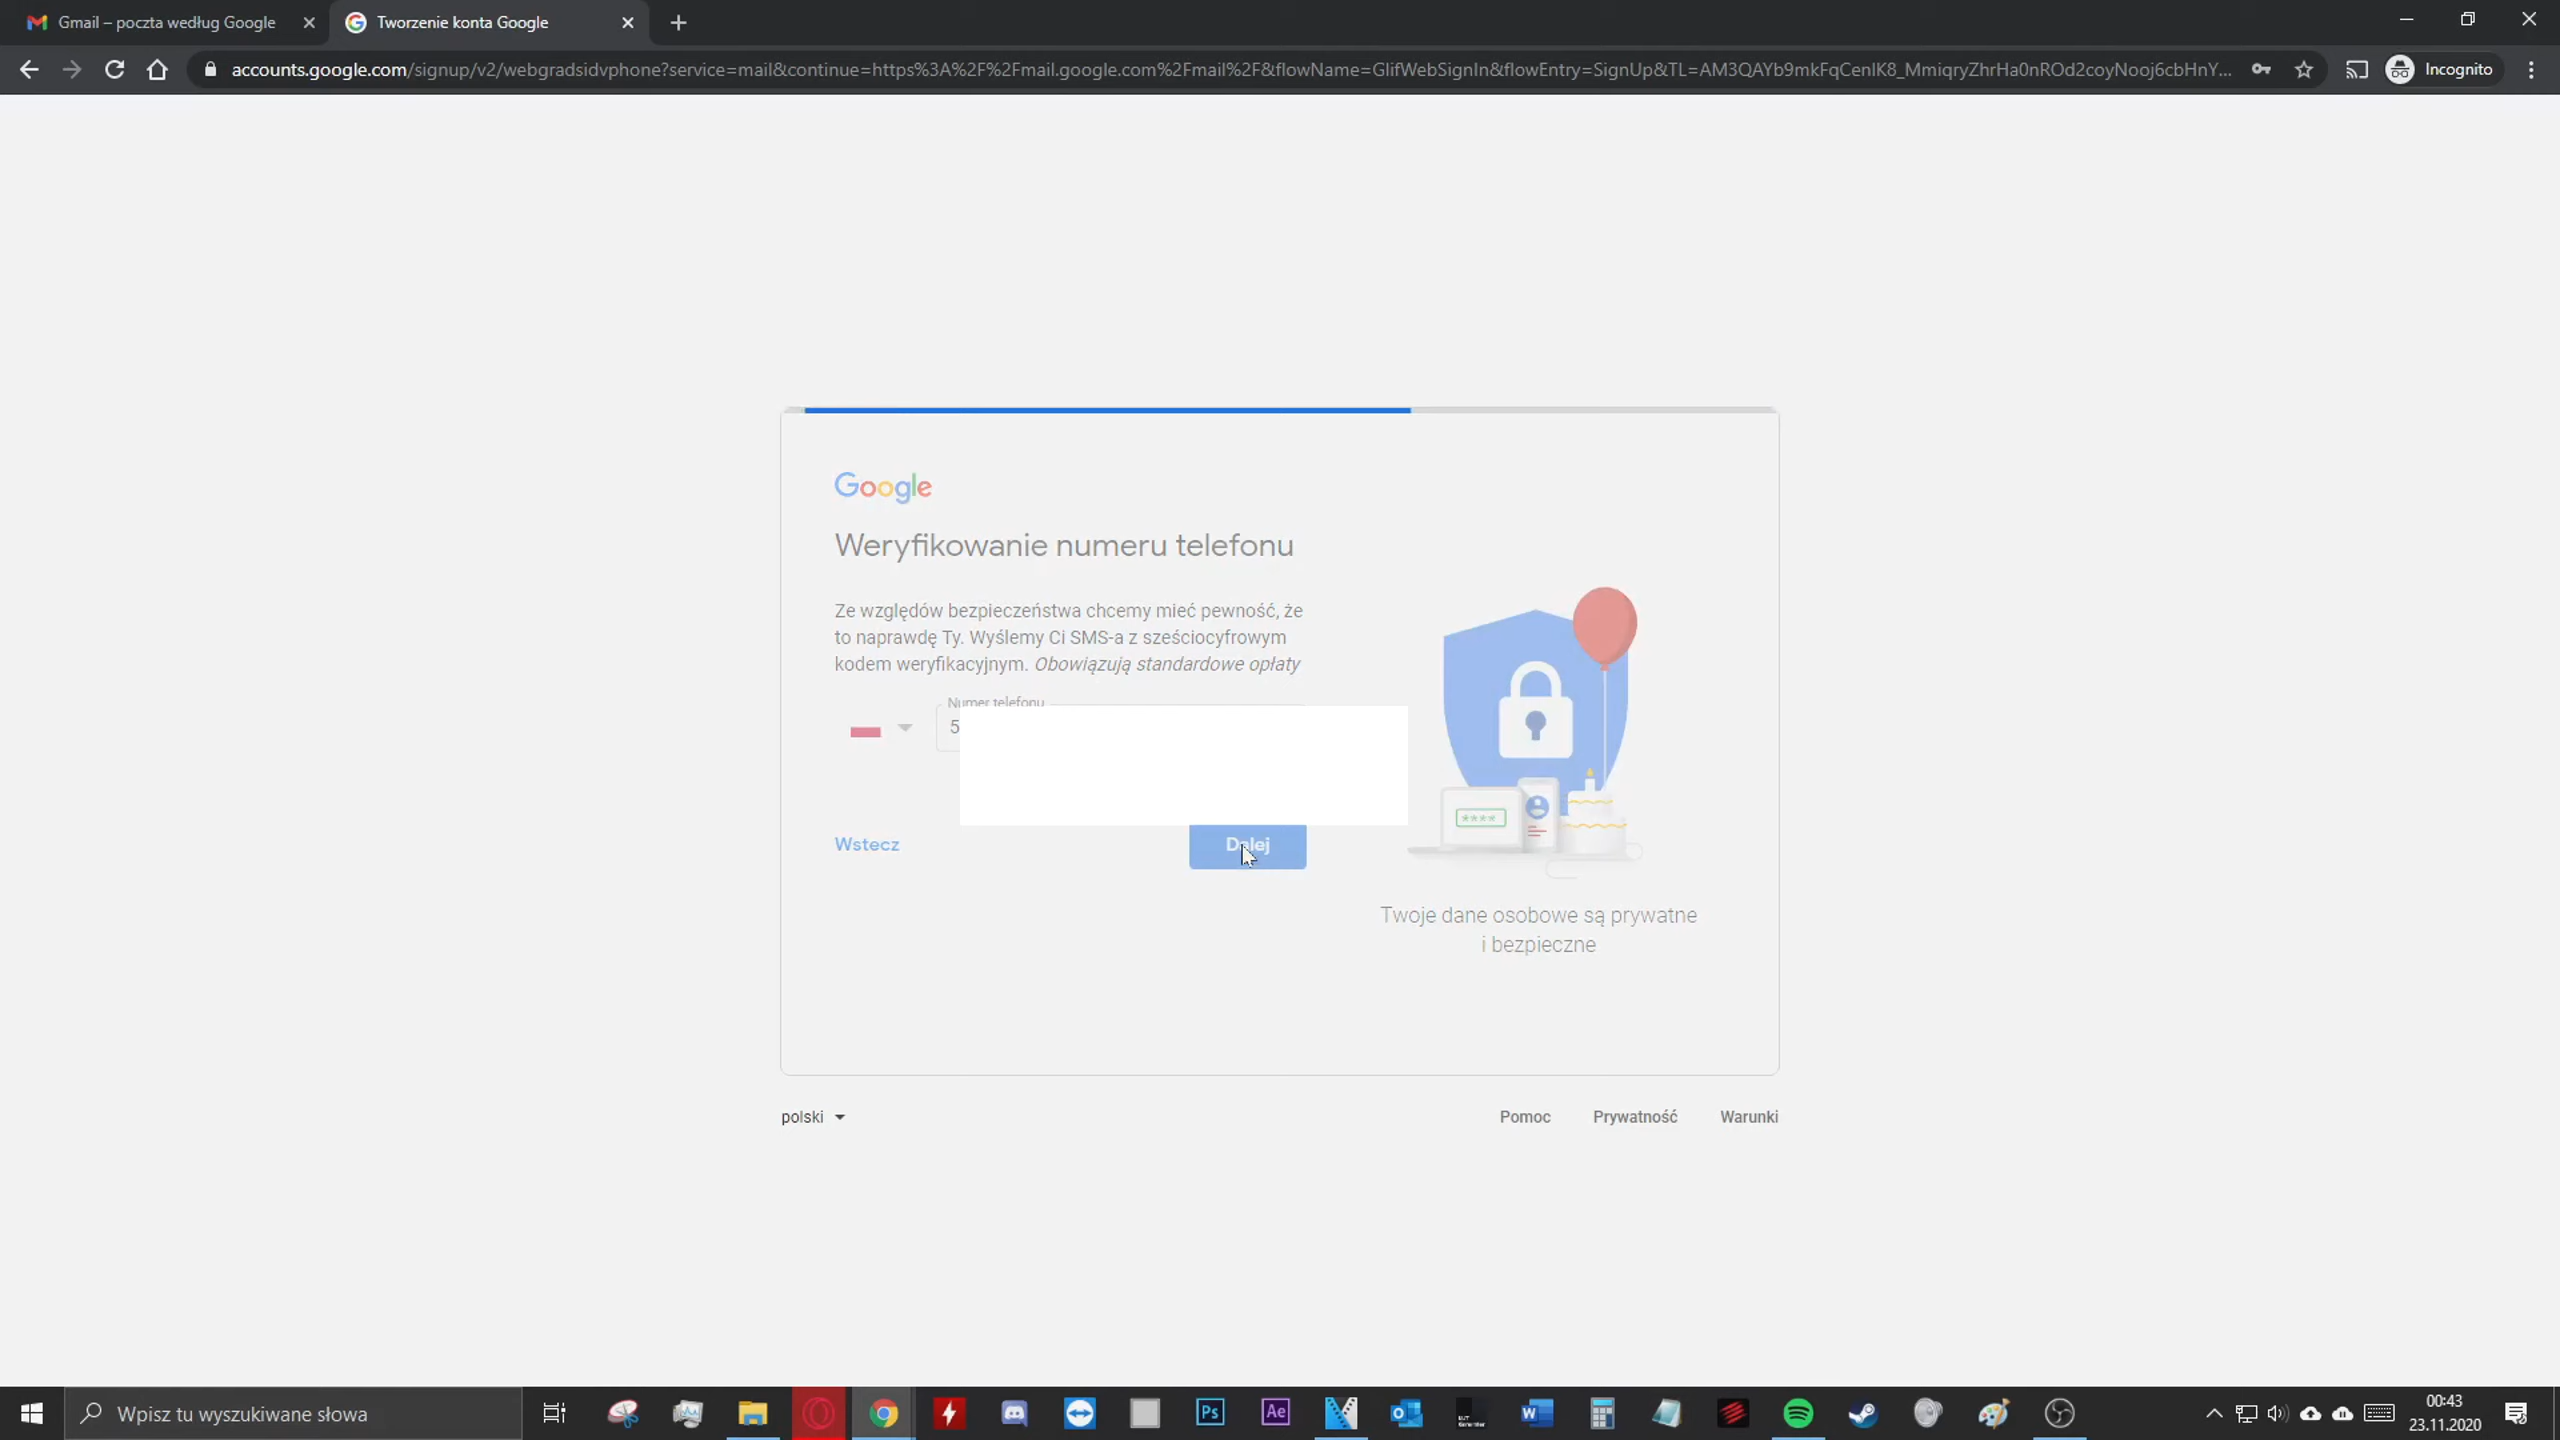 Gmail – poczta według Google
Tworzenie konta Google
accounts.google.com/signup/v2/webgradsidvphone?service=mail&continue=https%3A%2F%2Fmail.google.com%2Fmail%2F&flowName=GlifWebSignIn&flowEntry=SignUp&TL=AM3QAYb9mkFqCenIK8_MmiqryZhrHa0nROd2coyNooj6cbHnY...
Incognito
Google
Weryfikowanie numeru telefonu
Ze względów bezpieczeństwa chcemy mieć pewność, że
to naprawdę Ty. Wyślemy Ci SMS-a z sześciocyfrowym
kodem weryfikacyjnym. Obowiązują standardowe opłaty
Numer telefonu
5
****
Wstecz
Dalej
Twoje dane osobowe są prywatne
i bezpieczne
polski
Pomoc
Prywatność
Warunki
Wpisz tu wyszukiwane słowa
Ps
Ae
00:43
23.11.2020